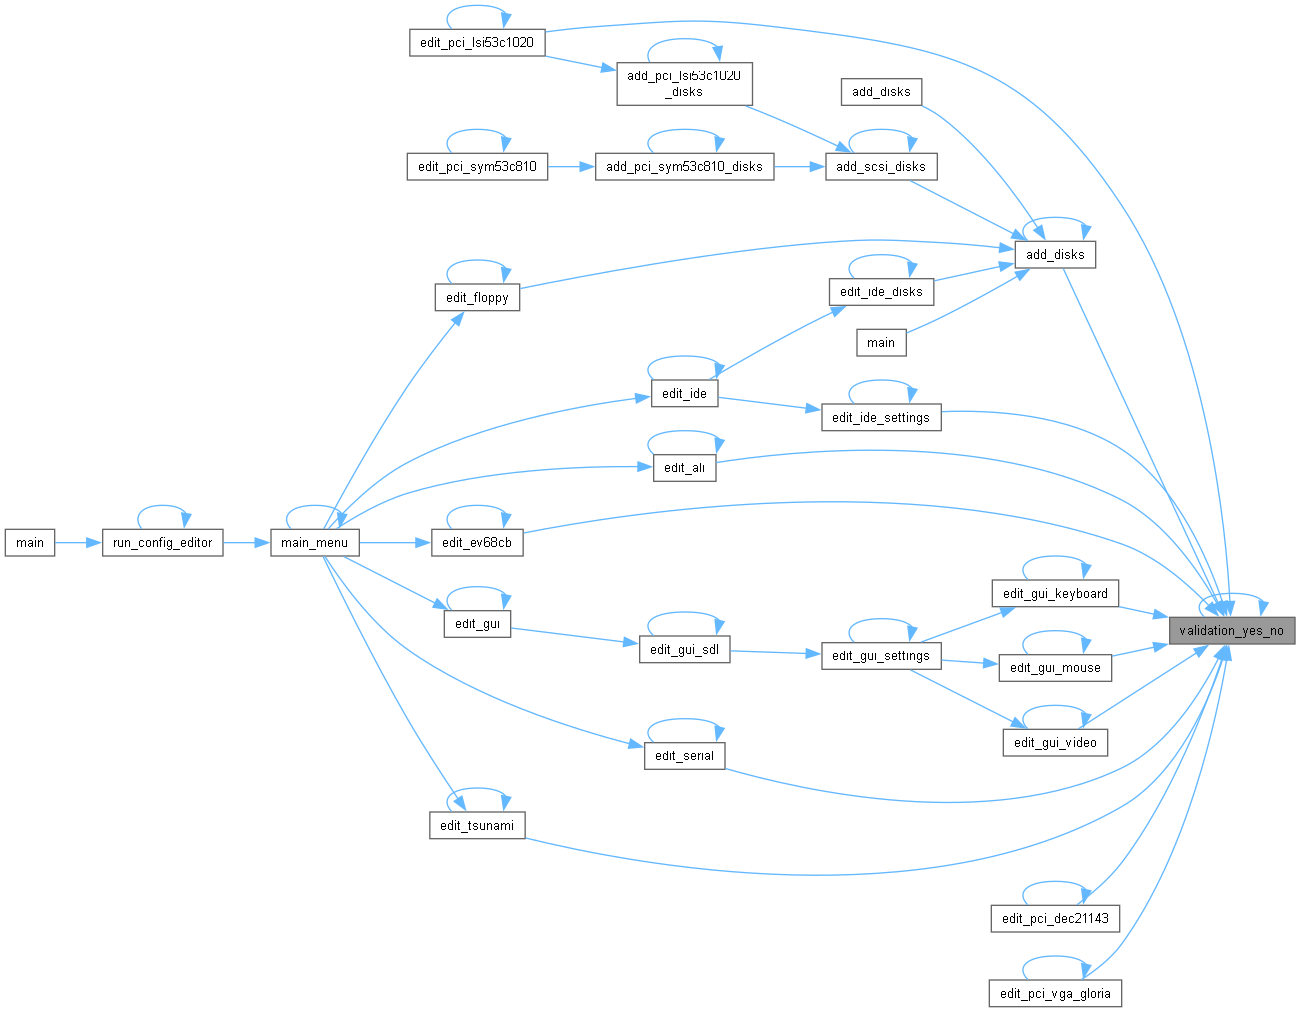 edit_pci_lsi53c1020
add_pci_lsi53c1020
_disks
add_disks
edit_pci_sym53c810
add_pci_sym53c810_disks
add_scsi_disks
add_disks
edit_floppy
edit_ide_disks
main
edit_ide
edit_ide_settings
edit_ali
main
run_config_editor
main_menu
edit_ev68cb
edit_gui_keyboard
edit_gui
validation_yes_no
edit_gui_sdl
edit_gui_settings
edit_gui_mouse
edit_gui_video
edit_serial
edit_tsunami
edit_pci_dec21143
edit_pci_vga_gloria